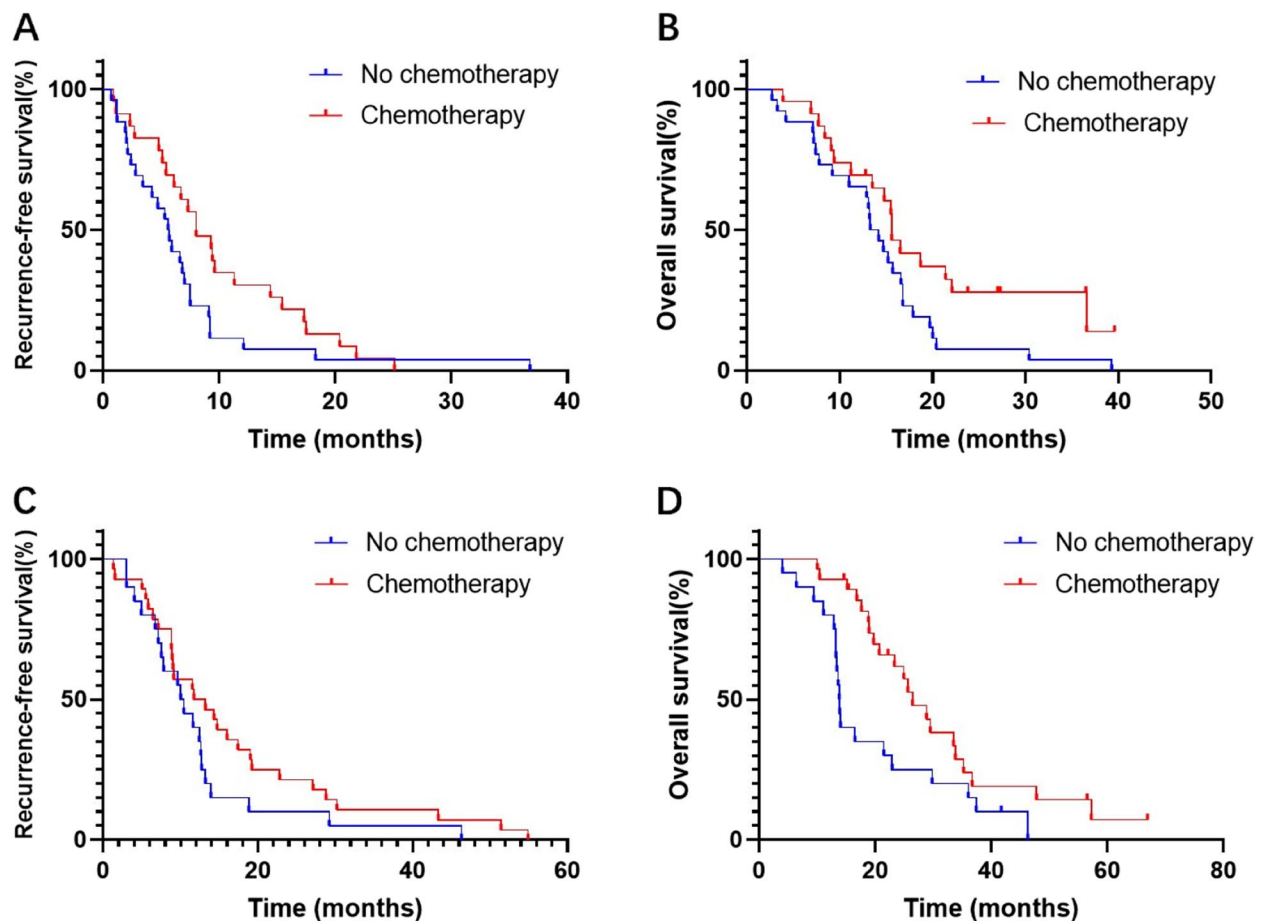 A
Recurrence-free survival(%)
100
50
0
No chemotherapy
Chemotherapy
0 10 20 30 40
Time (months)
B
Overall survival(%)
100
50
0
No chemotherapy
Chemotherapy
0 10 20 30 40 50
Time (months)
C
Recurrence-free survival(%)
100
50
0
No chemotherapy
Chemotherapy
0 20 40 60
Time (months)
D
Overall survival(%)
100
50
0
No chemotherapy
Chemotherapy
0 20 40 60 80
Time (months)